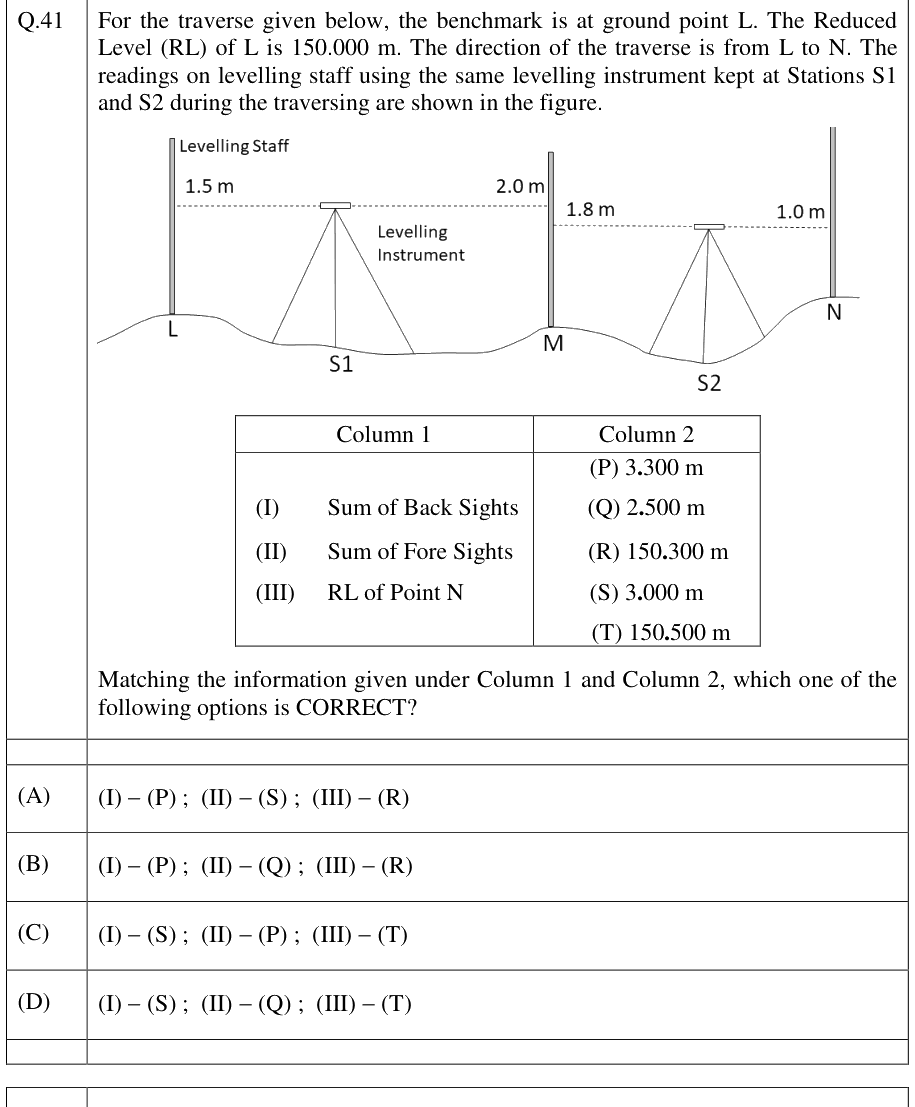 Q.41 For the traverse given below, the benchmark is at ground point L. The Reduced
Level (RL) of L is 150.000 m. The direction of the traverse is from L to N. The
readings on levelling staff using the same levelling instrument kept at Stations S1
and S2 during the traversing are shown in the figure.
Levelling Staff
1.5 m 2.0 m
1.8 m 1.0 m
Levelling
Instrument
L
M
N
S1
S2
Column 1 Column 2
(P) 3.300 m
(I) Sum of Back Sights (Q) 2.500 m
(II) Sum of Fore Sights (R) 150.300 m
(III) RL of Point N (S) 3.000 m
(T) 150.500 m
Matching the information given under Column 1 and Column 2, which one of the
following options is CORRECT?
(A) (I) – (P) ; (II) – (S) ; (III) – (R)
(B) (I) – (P) ; (II) – (Q) ; (III) – (R)
(C) (I) – (S) ; (II) – (P) ; (III) – (T)
(D) (I) – (S) ; (II) – (Q) ; (III) – (T)